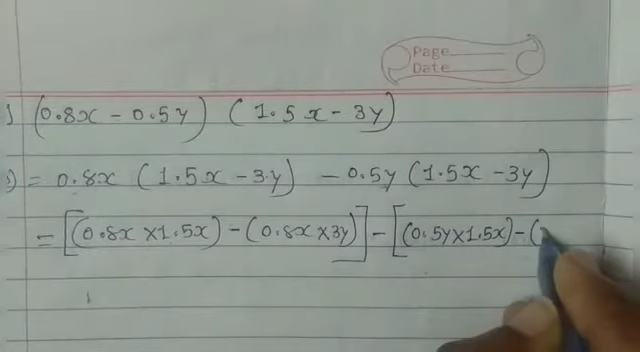 Page
Date
) (0.8x - 0.5y) (1.5x - 3y)
) = 0.8x (1.5x - 3y) - 0.5y (1.5x - 3y)
= [(0.8x × 1.5x) - (0.8x × 3y)] - [(0.5y × 1.5x) - (